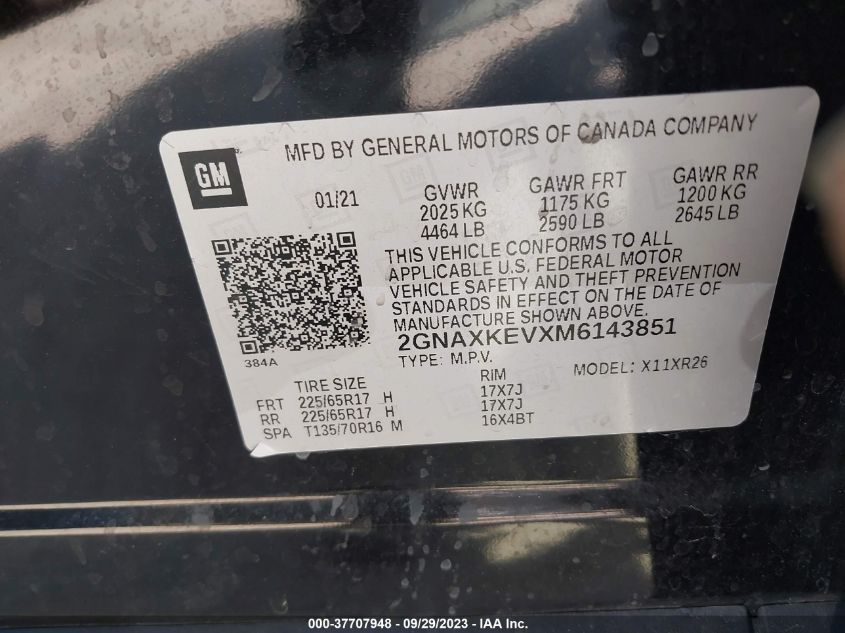 MFD BY GENERAL MOTORS OF CANADA COMPANY
GM
01/21
GVWR GAWR FRT GAWR RR
2025 KG 1175 KG 1200 KG
4464 LB 2590 LB 2645 LB
THIS VEHICLE CONFORMS TO ALL
APPLICABLE U.S. FEDERAL MOTOR
VEHICLE SAFETY AND THEFT PREVENTION
STANDARDS IN EFFECT ON THE DATE OF
MANUFACTURE SHOWN ABOVE.
2GNAXKEVXM6143851
384A
TYPE: M.P.V. MODEL: X11XR26
TIRE SIZE RIM
FRT 225/65R17 H 17X7J
RR 225/65R17 H 17X7J
SPA T135/70R16 M 16X4BT
000-37707948 - 09/29/2023 - IAA Inc.